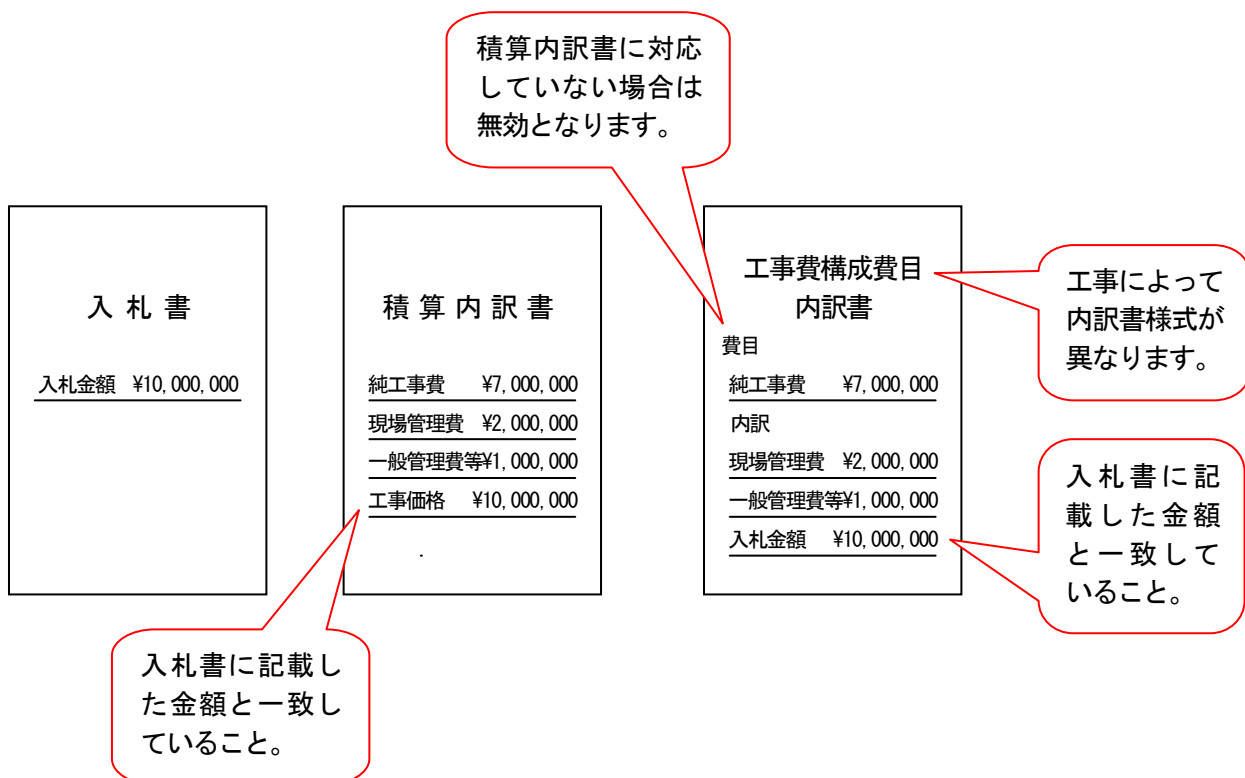 積算内訳書に対応
していない場合は
無効となります。
入 札 書
入札金額 ¥10,000,000
積 算 内 訳 書
純工事費 ¥7,000,000
現場管理費 ¥2,000,000
一般管理費等¥1,000,000
工事価格 ¥10,000,000
.
工事費構成費目
内訳書
費目
純工事費 ¥7,000,000
内訳
現場管理費 ¥2,000,000
一般管理費等¥1,000,000
入札金額 ¥10,000,000
工事によって
内訳書様式が
異なります。
入札書に記
載した金額
と一致して
いること。
入札書に記載し
た金額と一致し
ていること。